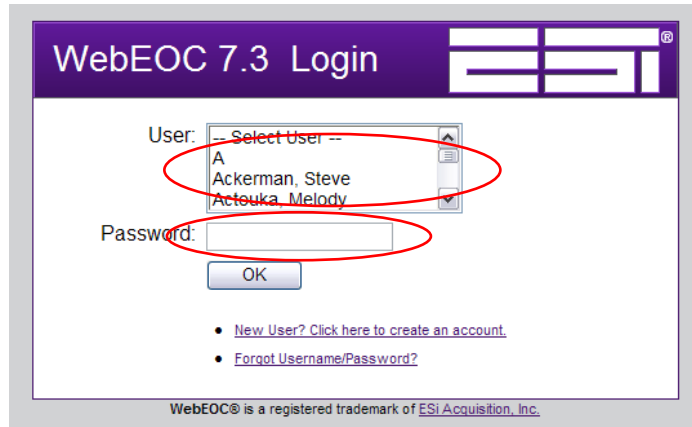 WebEOC 7.3 Login
ESi®
User:
-- Select User --
A
Ackerman, Steve
Actouka, Melody
Password:
OK
• New User? Click here to create an account.
• Forgot Username/Password?
WebEOC® is a registered trademark of ESi Acquisition, Inc.